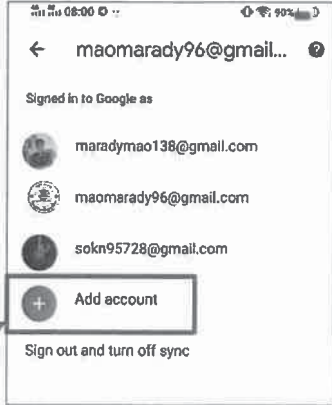 08:00
90%
maomarady96@gmail...
Signed in to Google as
maradymao138@gmail.com
maomarady96@gmail.com
sokn95728@gmail.com
Add account
Sign out and turn off sync